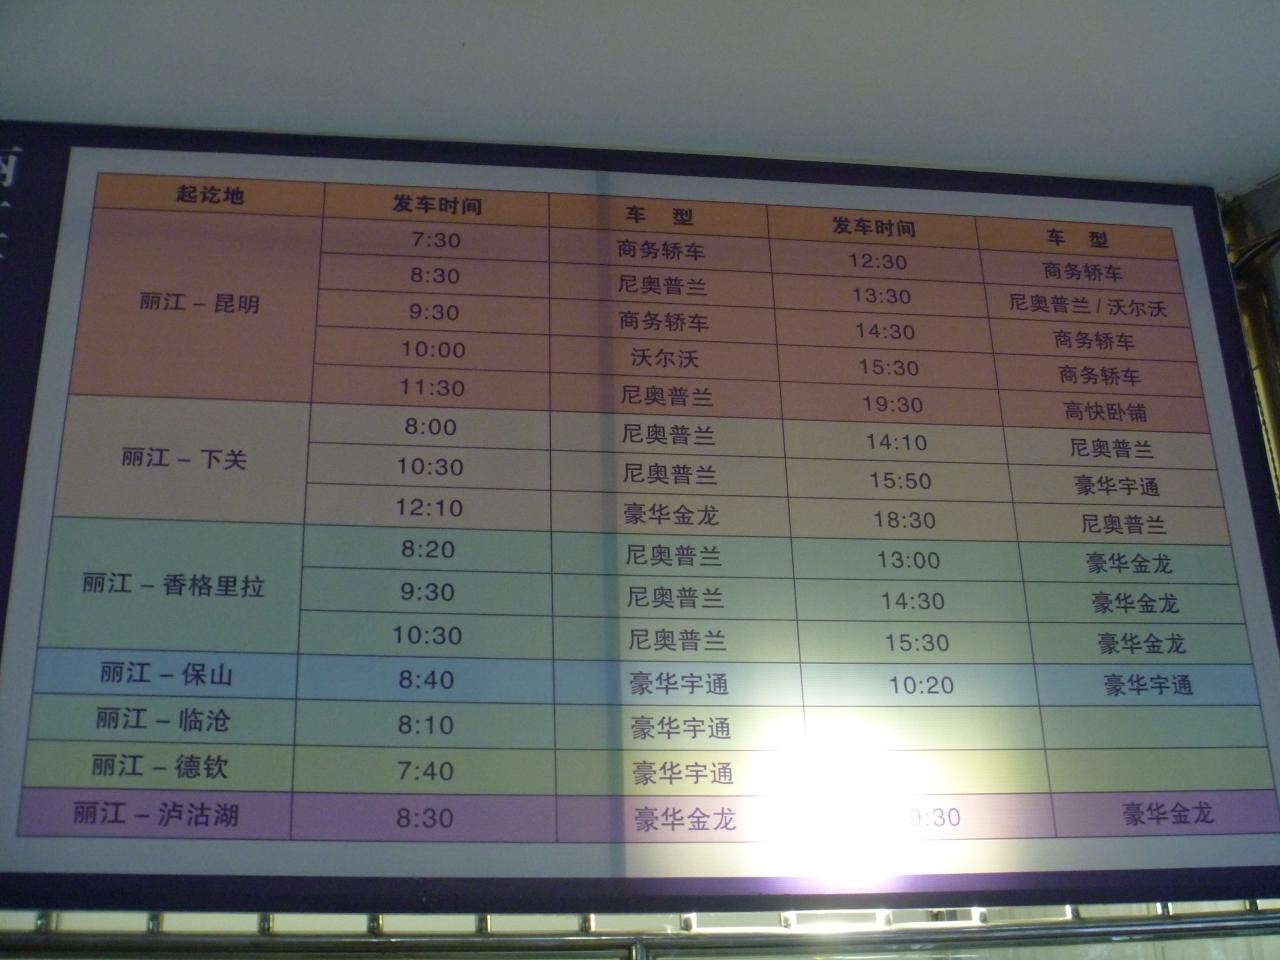 起讫地 发车时间 车 型 发车时间 车 型
丽江－昆明 7:30 商务轿车 12:30 商务轿车
8:30 尼奥普兰 13:30 尼奥普兰/沃尔沃
9:30 商务轿车 14:30 商务轿车
10:00 沃尔沃 15:30 商务轿车
11:30 尼奥普兰 19:30 高快卧铺
丽江－下关 8:00 尼奥普兰 14:10 尼奥普兰
10:30 尼奥普兰 15:50 豪华宇通
12:10 豪华金龙 18:30 尼奥普兰
丽江－香格里拉 8:20 尼奥普兰 13:00 豪华金龙
9:30 尼奥普兰 14:30 豪华金龙
10:30 尼奥普兰 15:30 豪华金龙
丽江－保山 8:40 豪华宇通 10:20 豪华宇通
丽江－临沧 8:10 豪华宇通
丽江－德钦 7:40 豪华宇通
丽江－泸沽湖 8:30 豪华金龙 9:30 豪华金龙